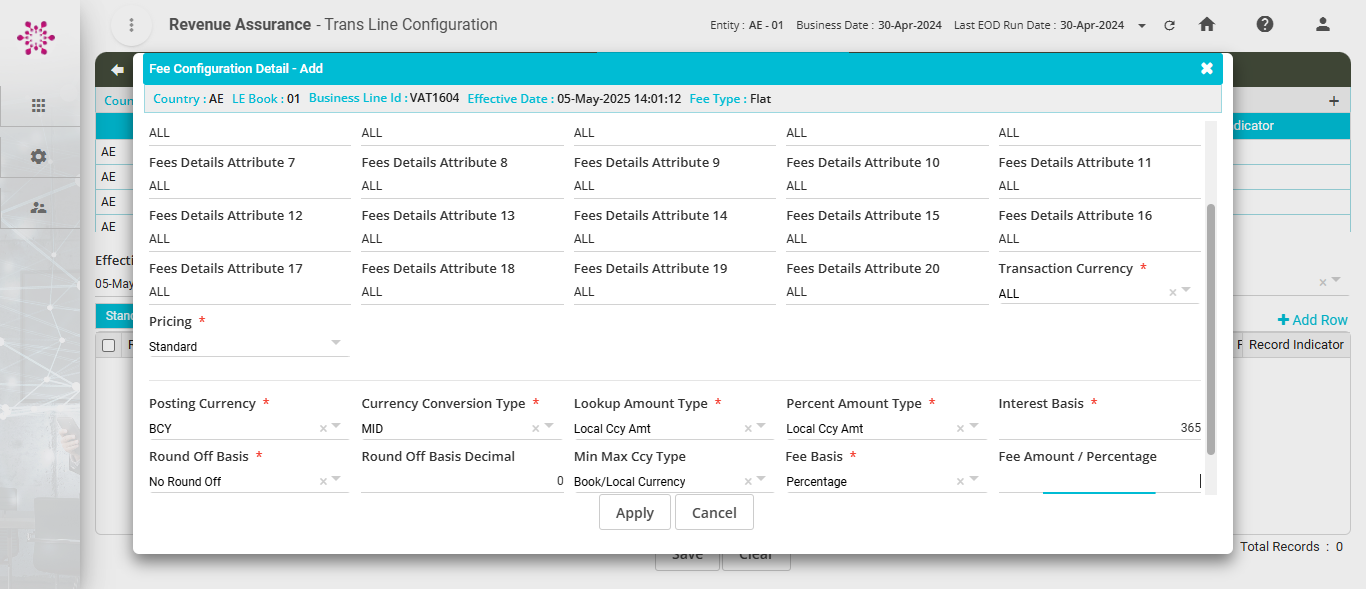 Revenue Assurance - Trans Line Configuration
Entity : AE - 01 Business Date : 30-Apr-2024 Last EOD Run Date : 30-Apr-2024
Fee Configuration Detail - Add
Country : AE LE Book : 01 Business Line Id : VAT1604 Effective Date : 05-May-2025 14:01:12 Fee Type : Flat
Coun
ndicator
AE
AE
AE
AE
ALL ALL ALL ALL ALL
Fees Details Attribute 7 Fees Details Attribute 8 Fees Details Attribute 9 Fees Details Attribute 10 Fees Details Attribute 11
ALL ALL ALL ALL ALL
Fees Details Attribute 12 Fees Details Attribute 13 Fees Details Attribute 14 Fees Details Attribute 15 Fees Details Attribute 16
ALL ALL ALL ALL ALL
Fees Details Attribute 17 Fees Details Attribute 18 Fees Details Attribute 19 Fees Details Attribute 20 Transaction Currency *
ALL ALL ALL ALL ALL
Pricing *
Standard
Posting Currency * Currency Conversion Type * Lookup Amount Type * Percent Amount Type * Interest Basis *
BCY MID Local Ccy Amt Local Ccy Amt 365
Round Off Basis * Round Off Basis Decimal Min Max Ccy Type Fee Basis * Fee Amount / Percentage
No Round Off 0 Book/Local Currency Percentage
Apply Cancel
Effecti
05-May
Stand
Add Row
F Record Indicator
Total Records : 0
Save Clear